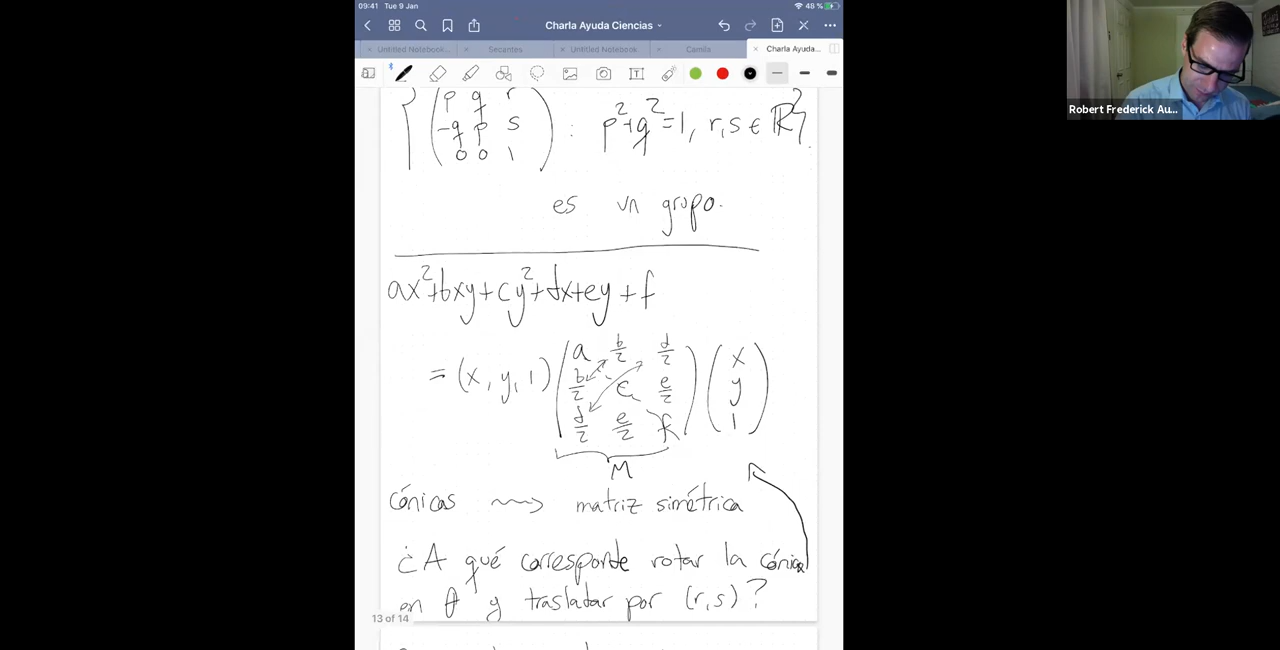 09:41 Tue 9 Jan
48 %
Charla Ayuda Ciencias
Untitled Notebook...
Secantes
Untitled Notebook
Camila
Charla Ayuda...
Robert Frederick Au...
{ ( p q r
-q p s
0 0 1 ) : p²+q²=1, r,s ∈ ℝ }.
es un grupo.
ax²+bxy+cy²+dx+ey+f
= (x, y, 1) ( a b/2 d/2
b/2 c e/2
d/2 e/2 f ) ( x
y
1 )
M
cónicas ⇝ matriz simétrica
¿A qué corresponde rotar la cónica
en θ y trasladar por (r,s)?
13 of 14